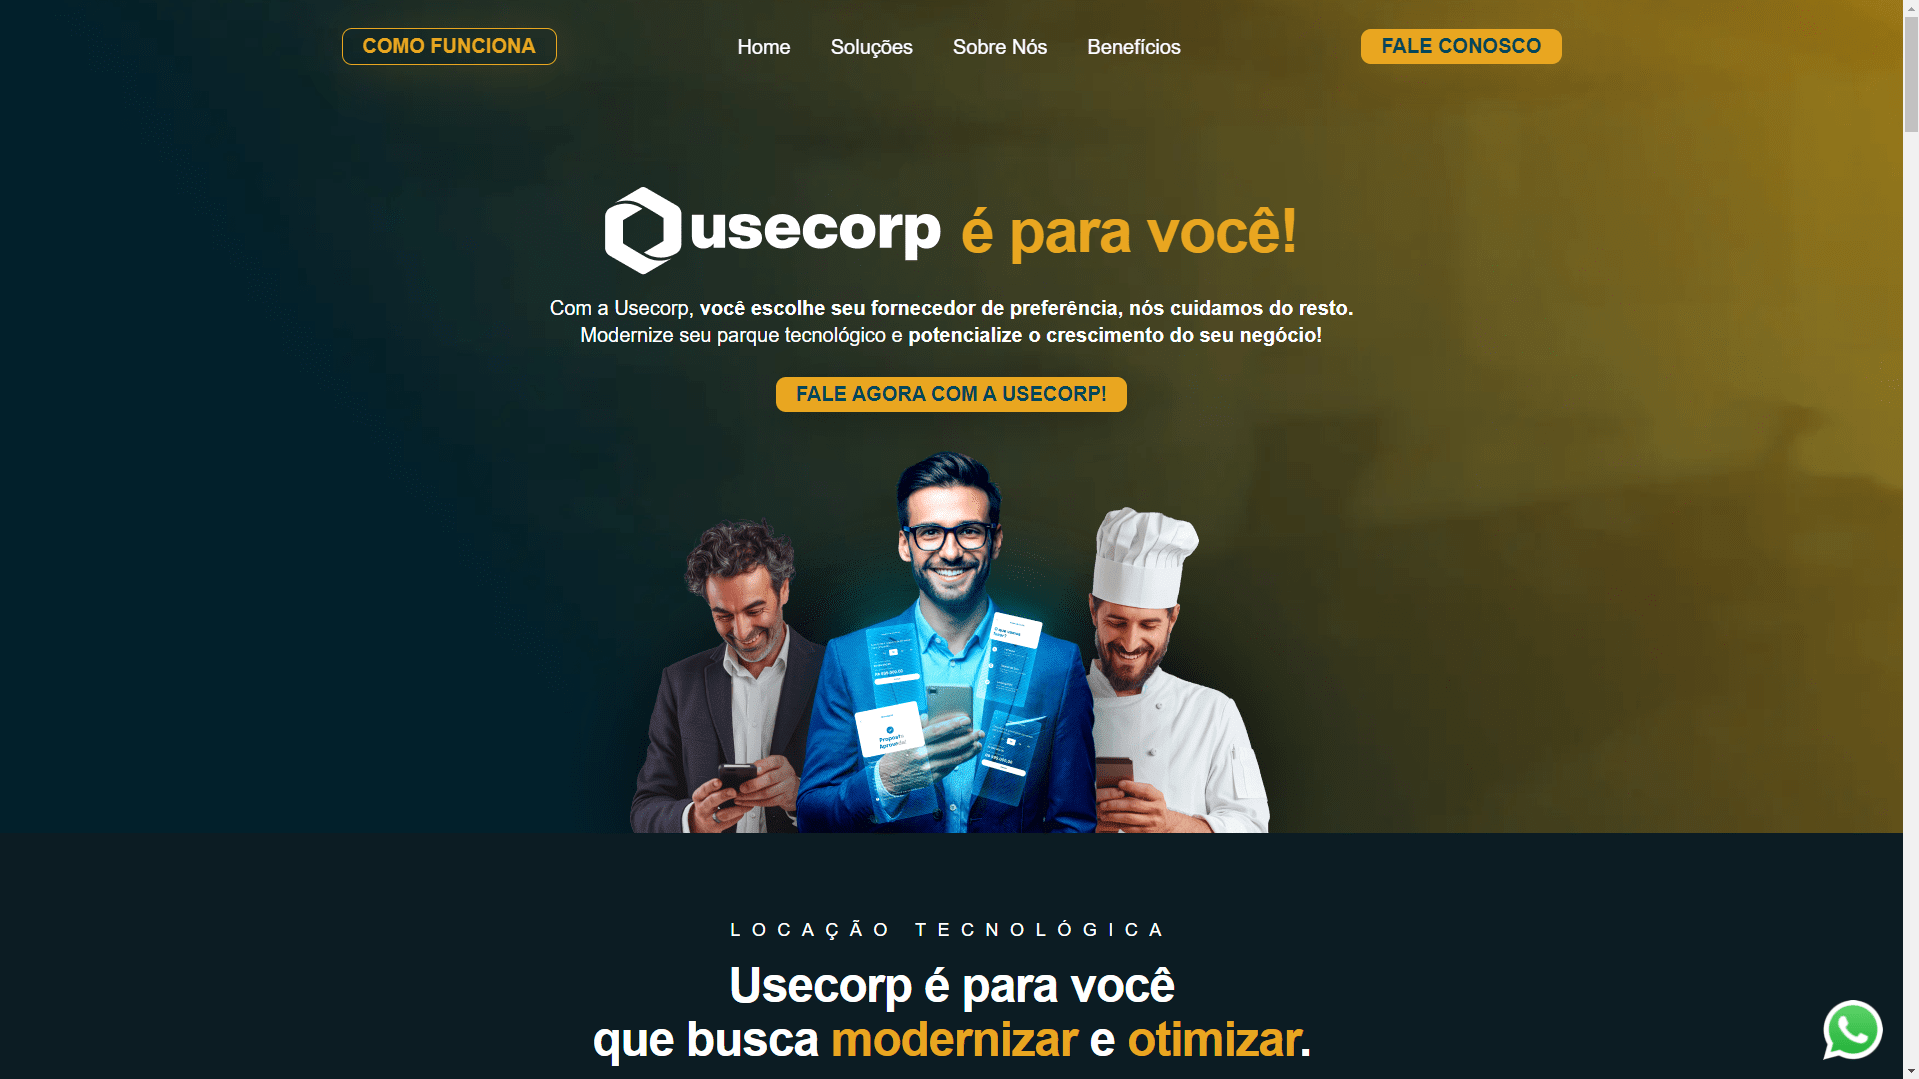 COMO FUNCIONA
Home
Soluções
Sobre Nós
Benefícios
FALE CONOSCO
usecorp é para você!
Com a Usecorp, você escolhe seu fornecedor de preferência, nós cuidamos do resto.
Modernize seu parque tecnológico e potencialize o crescimento do seu negócio!
FALE AGORA COM A USECORP!
Proposta
Aprovada!
LOCAÇÃO TECNOLÓGICA
Usecorp é para você
que busca modernizar e otimizar.